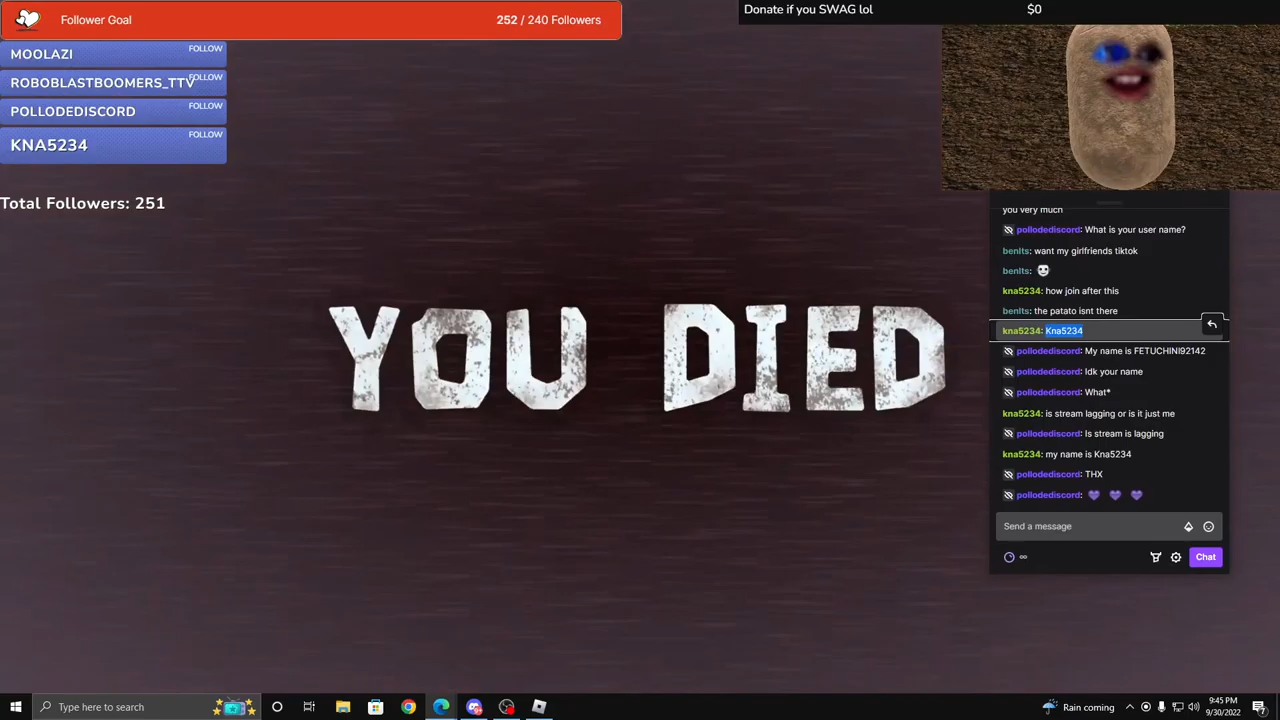 Follower Goal
252 / 240 Followers
Donate if you SWAG lol
$0
MOOLAZI
FOLLOW
ROBOBLASTBOOMERS_TTV
FOLLOW
POLLODEDISCORD
FOLLOW
KNA5234
FOLLOW
Total Followers: 251
YOU DIED
you very much
pollodediscord: What is your user name?
benlts: want my girlfriends tiktok
benlts:
kna5234: how join after this
benlts: the patato isnt there
kna5234: Kna5234
pollodediscord: My name is FETUCHINI92142
pollodediscord: Idk your name
pollodediscord: What*
kna5234: is stream lagging or is it just me
pollodediscord: Is stream is lagging
kna5234: my name is Kna5234
pollodediscord: THX
pollodediscord:
Send a message
Chat
Type here to search
Rain coming
9:45 PM
9/30/2022
7